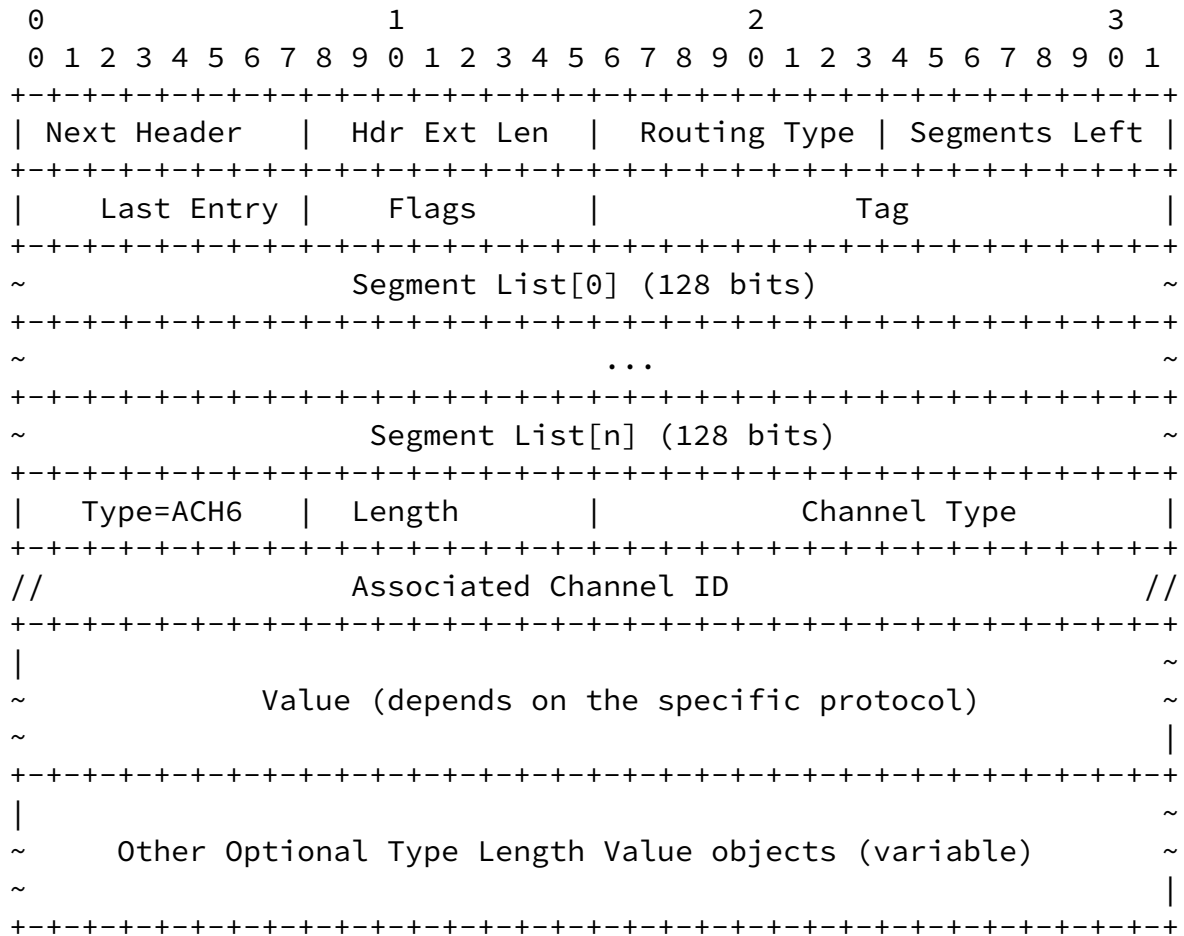 0                   1                   2                   3
 0 1 2 3 4 5 6 7 8 9 0 1 2 3 4 5 6 7 8 9 0 1 2 3 4 5 6 7 8 9 0 1
+-+-+-+-+-+-+-+-+-+-+-+-+-+-+-+-+-+-+-+-+-+-+-+-+-+-+-+-+-+-+-+-+
| Next Header   |  Hdr Ext Len  |  Routing Type | Segments Left |
+-+-+-+-+-+-+-+-+-+-+-+-+-+-+-+-+-+-+-+-+-+-+-+-+-+-+-+-+-+-+-+-+
|    Last Entry |    Flags      |              Tag              |
+-+-+-+-+-+-+-+-+-+-+-+-+-+-+-+-+-+-+-+-+-+-+-+-+-+-+-+-+-+-+-+-+
~                  Segment List[0] (128 bits)                   ~
+-+-+-+-+-+-+-+-+-+-+-+-+-+-+-+-+-+-+-+-+-+-+-+-+-+-+-+-+-+-+-+-+
~                                ...                            ~
+-+-+-+-+-+-+-+-+-+-+-+-+-+-+-+-+-+-+-+-+-+-+-+-+-+-+-+-+-+-+-+-+
~                   Segment List[n] (128 bits)                  ~
+-+-+-+-+-+-+-+-+-+-+-+-+-+-+-+-+-+-+-+-+-+-+-+-+-+-+-+-+-+-+-+-+
|   Type=ACH6   |  Length       |           Channel Type        |
+-+-+-+-+-+-+-+-+-+-+-+-+-+-+-+-+-+-+-+-+-+-+-+-+-+-+-+-+-+-+-+-+
//                 Associated Channel ID                       //
+-+-+-+-+-+-+-+-+-+-+-+-+-+-+-+-+-+-+-+-+-+-+-+-+-+-+-+-+-+-+-+-+
|                                                               ~
~             Value (depends on the specific protocol)          ~
~                                                               |
+-+-+-+-+-+-+-+-+-+-+-+-+-+-+-+-+-+-+-+-+-+-+-+-+-+-+-+-+-+-+-+-+
|                                                               ~
~     Other Optional Type Length Value objects (variable)       ~
~                                                               |
+-+-+-+-+-+-+-+-+-+-+-+-+-+-+-+-+-+-+-+-+-+-+-+-+-+-+-+-+-+-+-+-+